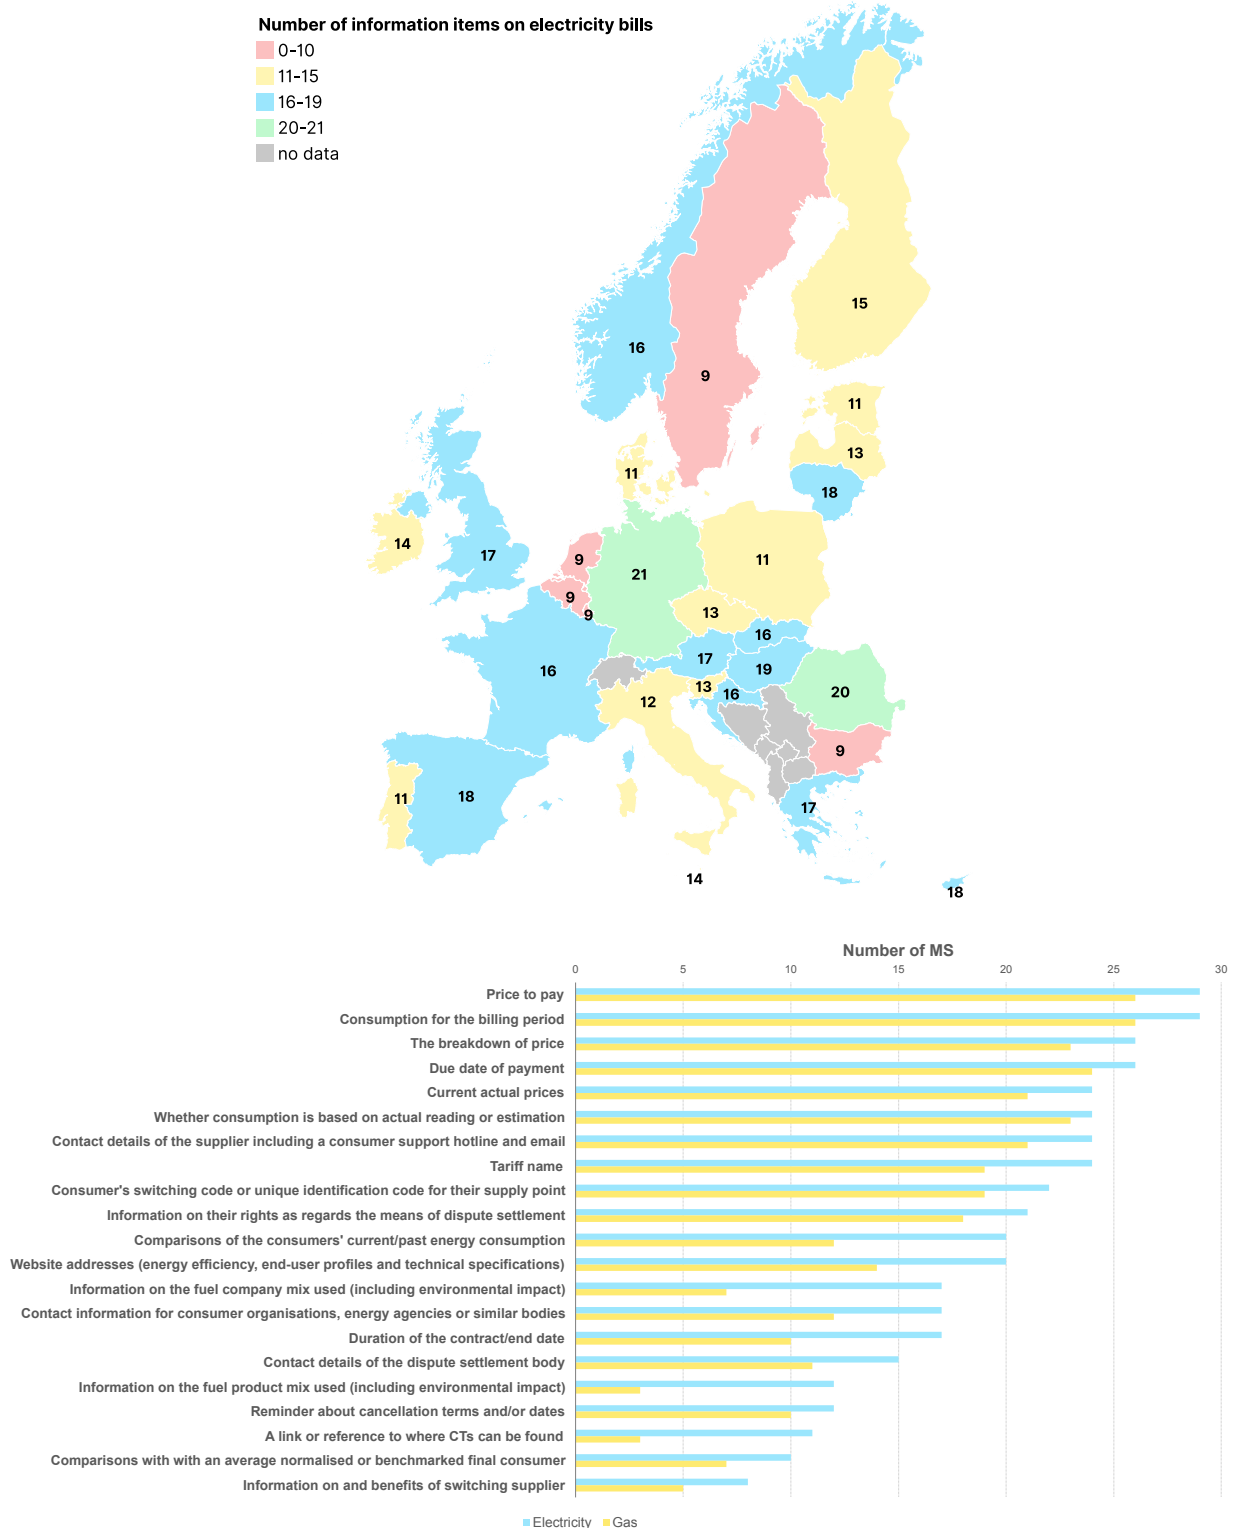 Number of information items on electricity bills
0-10
11-15
16-19
20-21
no data
15
16
9
11
13
11
18
14
17
9
11
21
9
9
13
16
17
19
16
13
12
20
16
9
18
11
17
14
18
Number of MS
0 5 10 15 20 25 30
Price to pay
Consumption for the billing period
The breakdown of price
Due date of payment
Current actual prices
Whether consumption is based on actual reading or estimation
Contact details of the supplier including a consumer support hotline and email
Tariff name
Consumer's switching code or unique identification code for their supply point
Information on their rights as regards the means of dispute settlement
Comparisons of the consumers' current/past energy consumption
Website addresses (energy efficiency, end-user profiles and technical specifications)
Information on the fuel company mix used (including environmental impact)
Contact information for consumer organisations, energy agencies or similar bodies
Duration of the contract/end date
Contact details of the dispute settlement body
Information on the fuel product mix used (including environmental impact)
Reminder about cancellation terms and/or dates
A link or reference to where CTs can be found
Comparisons with with an average normalised or benchmarked final consumer
Information on and benefits of switching supplier
Electricity Gas